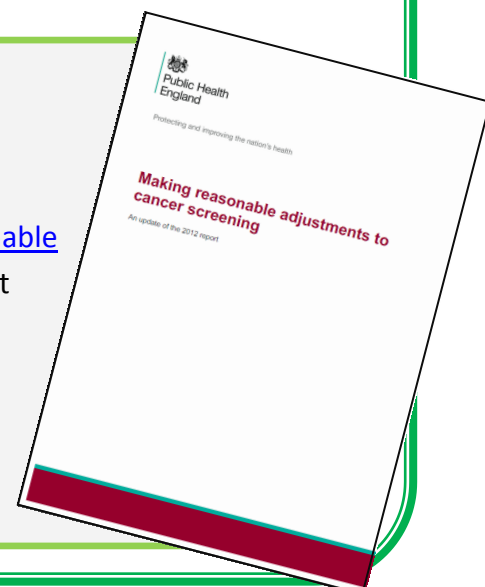 Public Health
England
Protecting and improving the nation's health
Making reasonable adjustments to
cancer screening
An update of the 2012 report
able
t